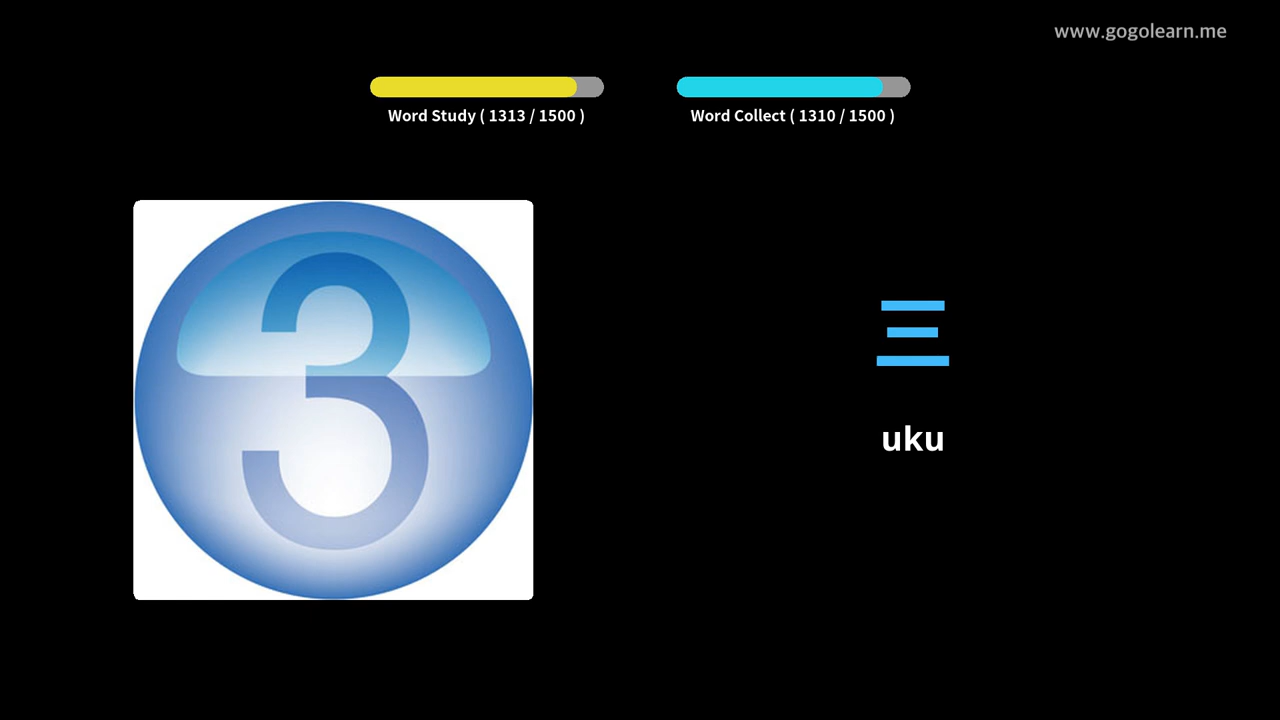 www.gogolearn.me
Word Study ( 1313 / 1500 )
Word Collect ( 1310 / 1500 )
3
三
uku